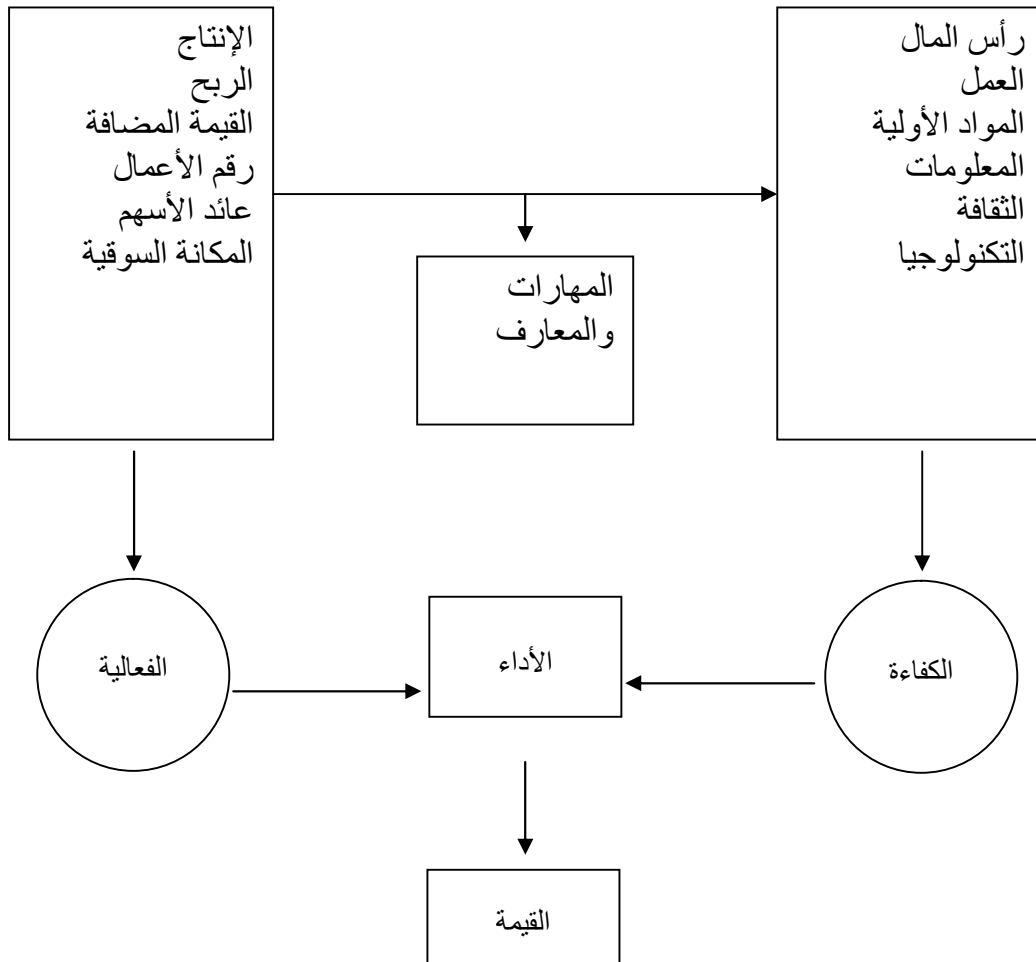 رأس المال
العمل
المواد الأولية
المعلومات
الثقافة
التكنولوجيا
الإنتاج
الربح
القيمة المضافة
رقم الأعمال
عائد الأسهم
المكانة السوقية
المهارات
والمعارف
الكفاءة
الأداء
الفعالية
القيمة